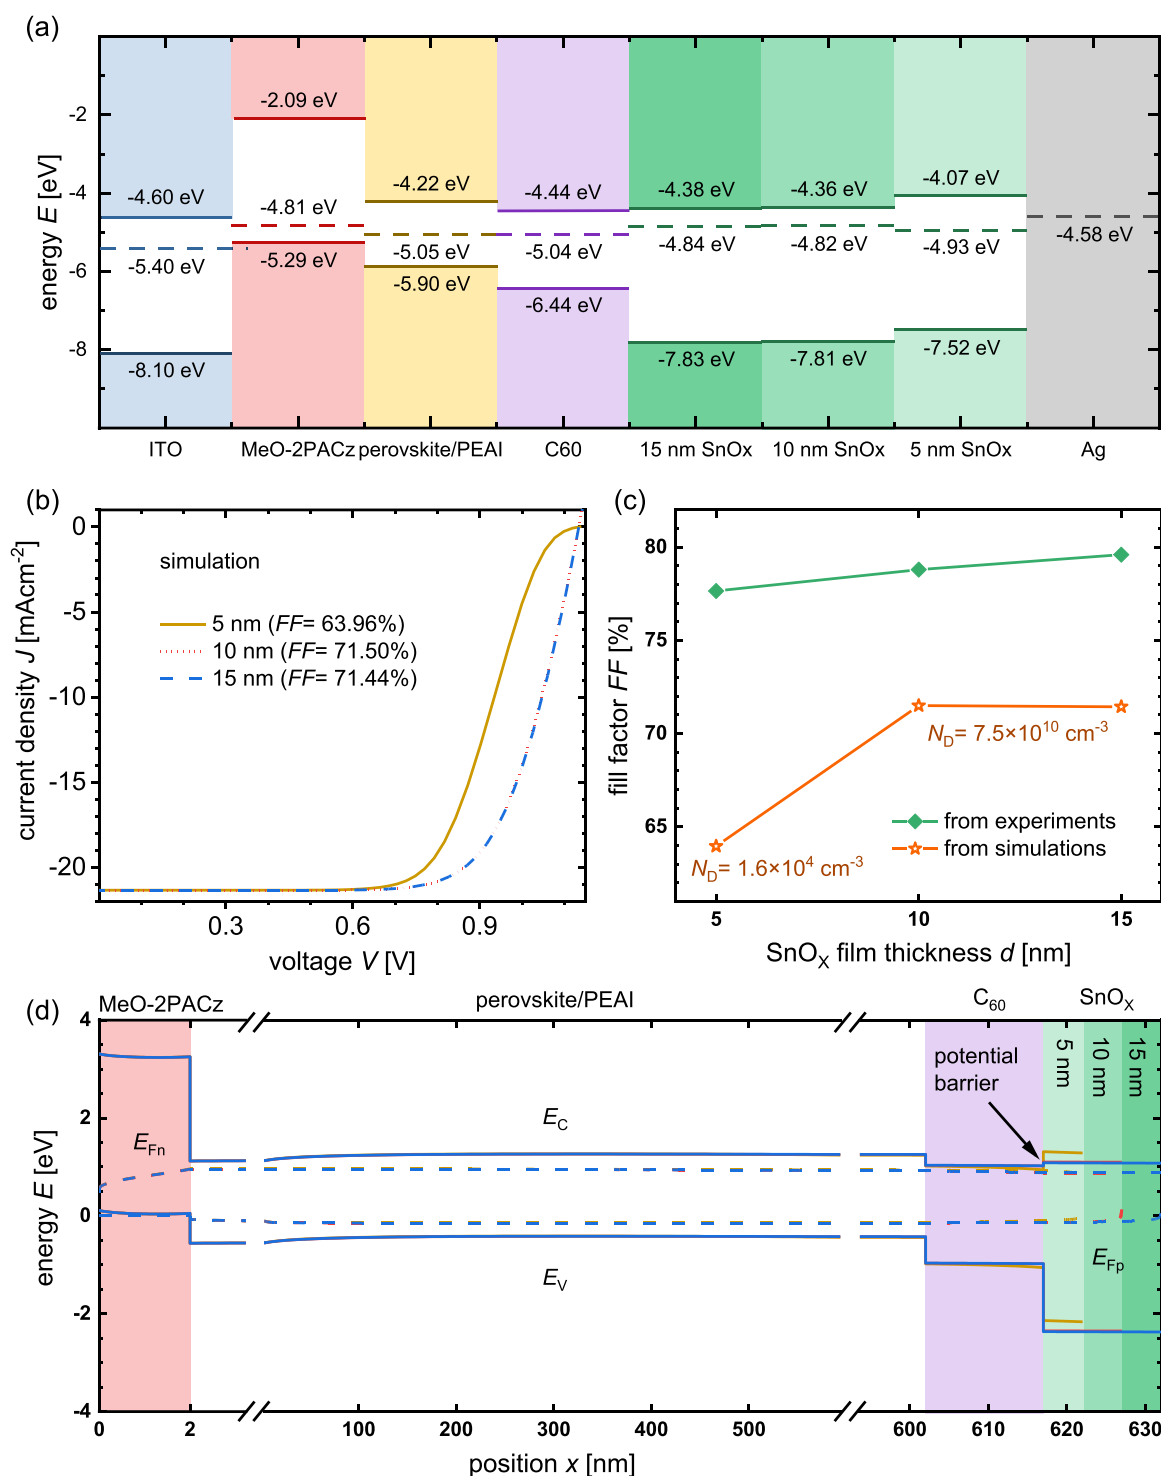 (a)
energy E [eV]
-2
-4
-6
-8
-4.60 eV
-5.40 eV
-8.10 eV
-2.09 eV
-4.81 eV
-5.29 eV
-4.22 eV
-5.05 eV
-5.90 eV
-4.44 eV
-5.04 eV
-6.44 eV
-4.38 eV
-4.84 eV
-7.83 eV
-4.36 eV
-4.82 eV
-7.81 eV
-4.07 eV
-4.93 eV
-7.52 eV
-4.58 eV
ITO MeO-2PACz perovskite/PEAI C60 15 nm SnOx 10 nm SnOx 5 nm SnOx Ag
(b)
current density J [mAcm-2]
0
-5
-10
-15
-20
simulation
5 nm (FF= 63.96%)
10 nm (FF= 71.50%)
15 nm (FF= 71.44%)
0.3 0.6 0.9
voltage V [V]
(c)
fill factor FF [%]
80
75
70
65
ND= 7.5×10^10 cm-3
from experiments
from simulations
ND= 1.6×10^4 cm-3
5 10 15
SnOX film thickness d [nm]
(d)
MeO-2PACz perovskite/PEAI C60 SnOX
energy E [eV]
4
2
0
-2
-4
EFn
EC
EV
potential
barrier
5 nm
10 nm
15 nm
EFp
0 2 100 200 300 400 500 600 610 620 630
position x [nm]